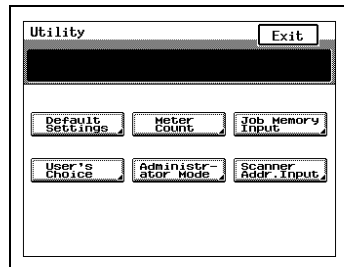 Utility
Exit
Default
Settings
Meter
Count
Job Memory
Input
User's
Choice
Administr-
ator Mode
Scanner
Addr.Input